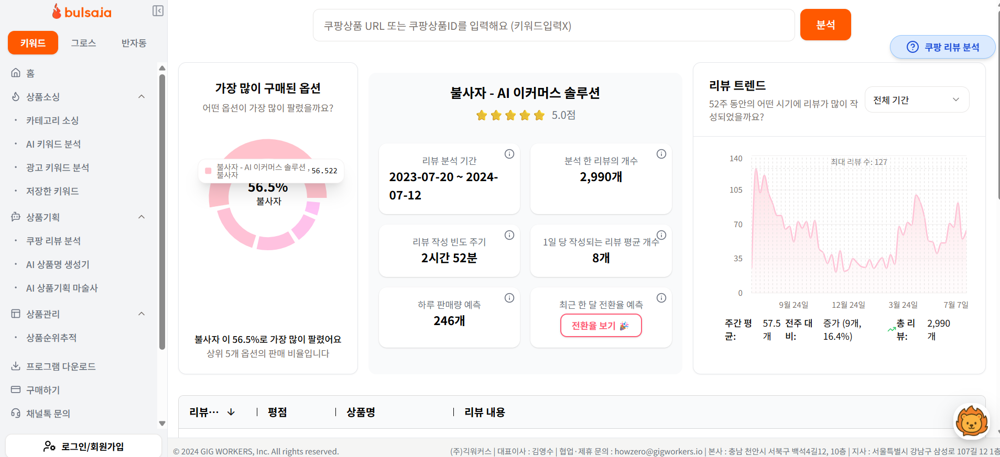 bulsaja
키워드
그로스
반자동
홈
상품소싱
· 카테고리 소싱
· AI 키워드 분석
· 광고 키워드 분석
· 저장한 키워드
상품기획
· 쿠팡 리뷰 분석
· AI 상품명 생성기
· AI 상품기획 마술사
상품관리
· 상품순위추적
프로그램 다운로드
구매하기
채널톡 문의
로그인/회원가입
쿠팡상품 URL 또는 쿠팡상품ID를 입력해요 (키워드입력X)
분석
쿠팡 리뷰 분석
가장 많이 구매된 옵션
어떤 옵션이 가장 많이 팔렸을까요?
불사자 - AI 이커머스 솔루션 ,
불사자
56.522
56.5%
불사자
불사자 이 56.5%로 가장 많이 팔렸어요
상위 5개 옵션의 판매 비율입니다
불사자 - AI 이커머스 솔루션
5.0점
리뷰 분석 기간
2023-07-20 ~ 2024-
07-12
분석 한 리뷰의 개수
2,990개
리뷰 작성 빈도 주기
2시간 52분
1일 당 작성되는 리뷰 평균 개수
8개
하루 판매량 예측
246개
최근 한 달 전환율 예측
전환율 보기 🎉
리뷰 트렌드
52주 동안의 어떤 시기에 리뷰가 많이 작
성되었을까요?
전체 기간
최대 리뷰 수: 127
140
105
70
35
0
9월 24일
12월 24일
3월 24일
7월 7일
주간 평
균:
57.5
개
전주 대
비:
증가 (9개,
16.4%)
총 리
뷰:
2,990
개
리뷰… ↓
평점
상품명
리뷰 내용
© 2024 GIG WORKERS, Inc. All rights reserved.
(주)긱워커스 | 대표이사 : 김영수 | 협업·제휴 문의 : howzero@gigworkers.io | 본사 : 충남 천안시 서북구 백석4길12, 10층 | 지사 : 서울특별시 강남구 삼성로 107길 12 1층